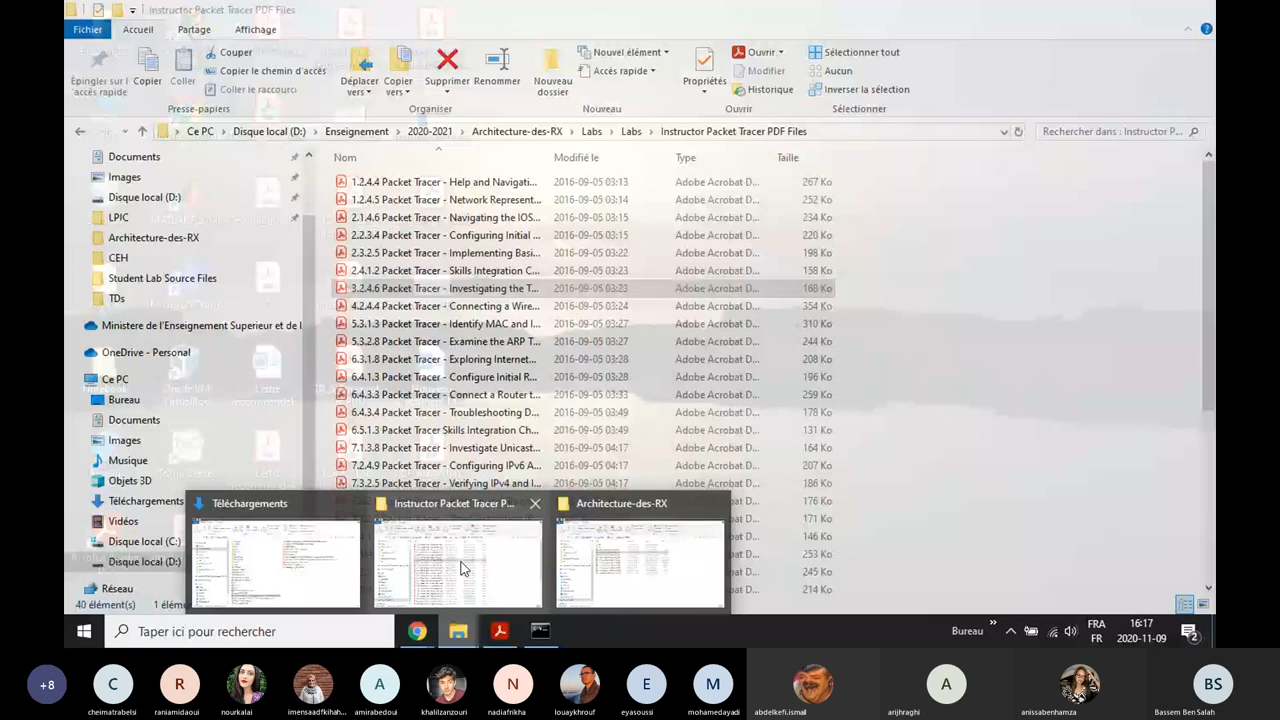 Instructor Packet Tracer PDF Files
Fichier Accueil Partage Affichage
Épingler sur l'accès rapide
Copier
Coller
Couper
Copier le chemin d'accès
Coller le raccourci
Presse-papiers
Déplacer vers
Copier vers
Supprimer
Renommer
Organiser
Nouveau dossier
Nouvel élément
Accès rapide
Nouveau
Propriétés
Ouvrir
Modifier
Historique
Ouvrir
Sélectionner tout
Aucun
Inverser la sélection
Sélectionner
Ce PC Disque local (D:) Enseignement 2020-2021 Architecture-des-RX Labs Labs Instructor Packet Tracer PDF Files
Rechercher dans : Instructor P...
Documents
Images
Disque local (D:)
LPIC
Architecture-des-RX
CEH
Student Lab Source Files
TDs
Ministere de l'Enseignement Superieur et de l
OneDrive - Personal
Ce PC
Bureau
Documents
Images
Musique
Objets 3D
Téléchargements
Vidéos
Disque local (C:)
Disque local (D:)
Réseau
Nom Modifié le Type Taille
1.2.4.4 Packet Tracer - Help and Navigati... 2016-09-05 03:13 Adobe Acrobat D... 267 Ko
1.2.4.5 Packet Tracer - Network Represent... 2016-09-05 03:14 Adobe Acrobat D... 252 Ko
2.1.4.6 Packet Tracer - Navigating the IOS... 2016-09-05 03:15 Adobe Acrobat D... 234 Ko
2.2.3.4 Packet Tracer - Configuring Initial ... 2016-09-05 03:15 Adobe Acrobat D... 220 Ko
2.3.2.5 Packet Tracer - Implementing Basi... 2016-09-05 03:22 Adobe Acrobat D... 198 Ko
2.4.1.2 Packet Tracer - Skills Integration C... 2016-09-05 03:23 Adobe Acrobat D... 158 Ko
3.2.4.6 Packet Tracer - Investigating the T... 2016-09-05 03:23 Adobe Acrobat D... 168 Ko
4.2.4.4 Packet Tracer - Connecting a Wire... 2016-09-05 03:24 Adobe Acrobat D... 354 Ko
5.3.1.3 Packet Tracer - Identify MAC and I... 2016-09-05 03:27 Adobe Acrobat D... 310 Ko
5.3.2.8 Packet Tracer - Examine the ARP T... 2016-09-05 03:27 Adobe Acrobat D... 244 Ko
6.3.1.8 Packet Tracer - Exploring Internet... 2016-09-05 03:28 Adobe Acrobat D... 208 Ko
6.4.1.3 Packet Tracer - Configure Initial R... 2016-09-05 03:28 Adobe Acrobat D... 196 Ko
6.4.3.3 Packet Tracer - Connect a Router t... 2016-09-05 03:33 Adobe Acrobat D... 259 Ko
6.4.3.4 Packet Tracer - Troubleshooting D... 2016-09-05 03:49 Adobe Acrobat D... 178 Ko
6.5.1.3 Packet Tracer Skills Integration Ch... 2016-09-05 03:49 Adobe Acrobat D... 131 Ko
7.1.3.8 Packet Tracer - Investigate Unicast... 2016-09-05 04:17 Adobe Acrobat D... 164 Ko
7.2.4.9 Packet Tracer - Configuring IPv6 A... 2016-09-05 04:17 Adobe Acrobat D... 207 Ko
7.3.2.5 Packet Tracer - Verifying IPv4 and I... 2016-09-05 04:17 Adobe Acrobat D... 186 Ko
176 Ko
171 Ko
146 Ko
253 Ko
245 Ko
214 Ko
Téléchargements
Instructor Packet Tracer P...
Architecture-des-RX
40 élément(s) 1 élém
Taper ici pour rechercher
Bureau
FRA
FR
16:17
2020-11-09
2
+8
C
cheimatrabelsi
R
raniamidaoui
nourkalai
imensaadfkihah...
A
amirabedoui
khalilzanzouri
N
nadiafrikha
louaykhrouf
E
eyasoussi
M
mohamedayadi
abdelkefi.ismail
A
arijhraghi
anissabenhamza
BS
Bassem Ben Salah